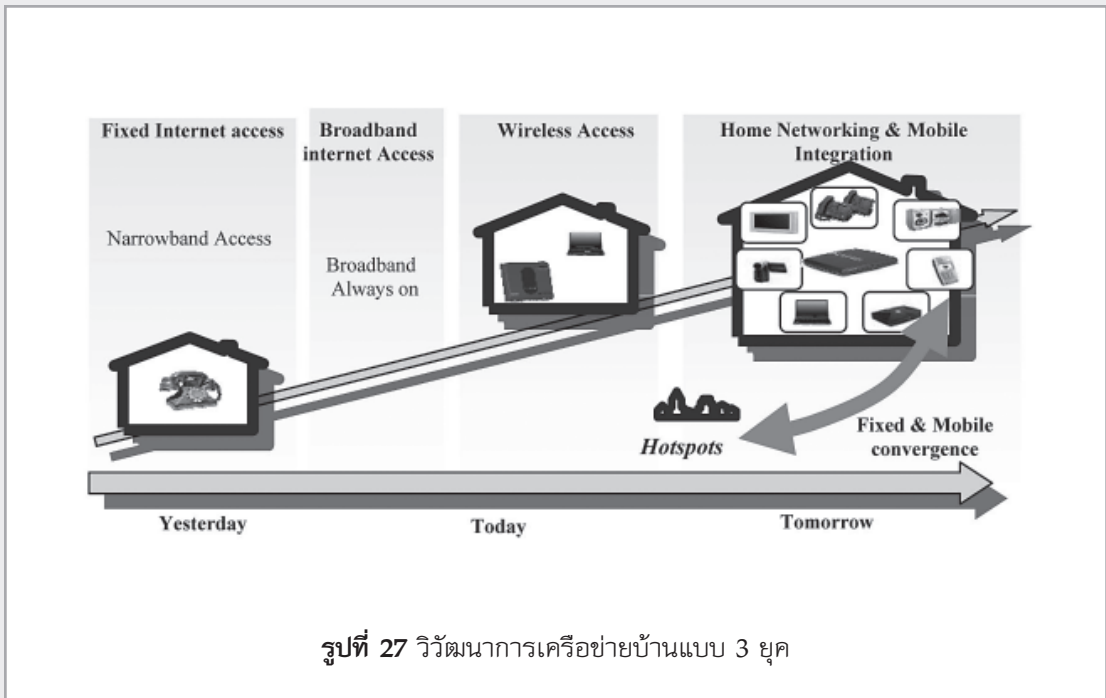 Fixed Internet access
Narrowband Access
Broadband
internet Access
Broadband
Always on
Wireless Access
Home Networking & Mobile
Integration
Hotspots
Fixed & Mobile
convergence
Yesterday
Today
Tomorrow
รูปที่ 27 วิวัฒนาการเครือข่ายบ้านแบบ 3 ยุค